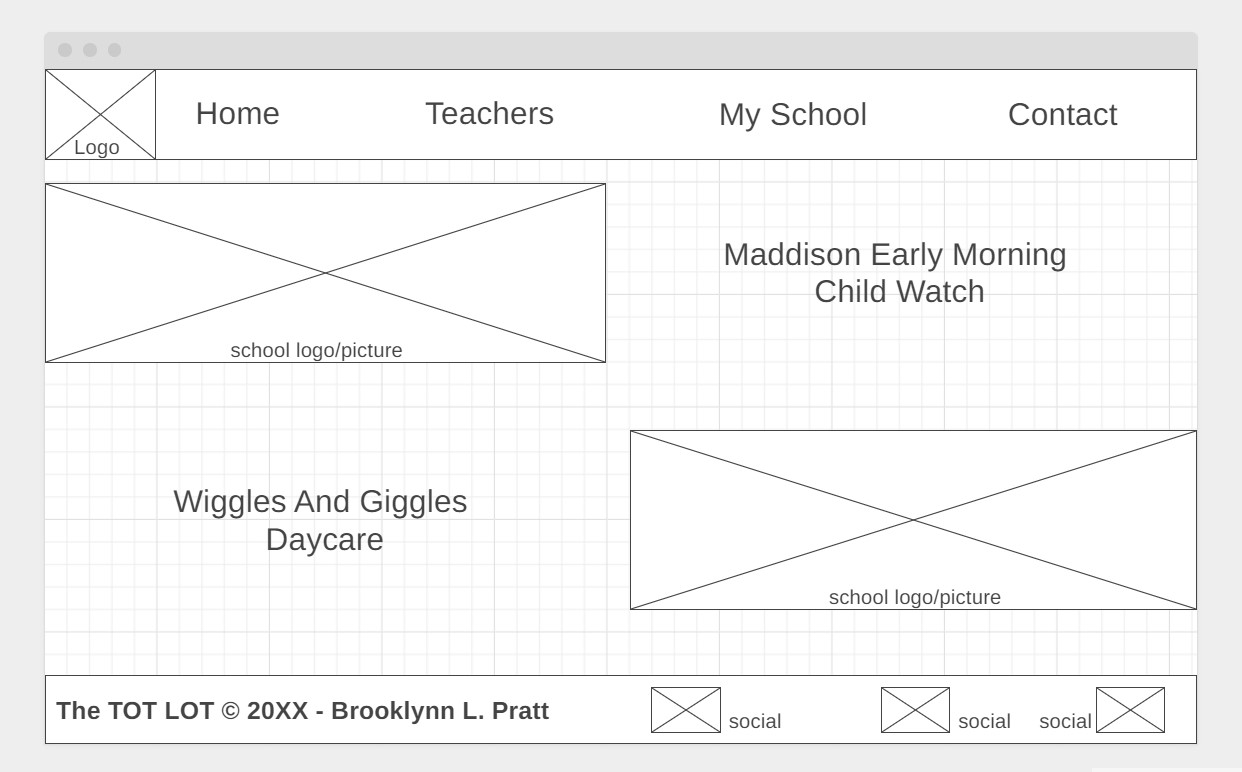 Logo
Home
Teachers
My School
Contact
school logo/picture
Maddison Early Morning
Child Watch
Wiggles And Giggles
Daycare
school logo/picture
The TOT LOT © 20XX - Brooklynn L. Pratt
social
social
social